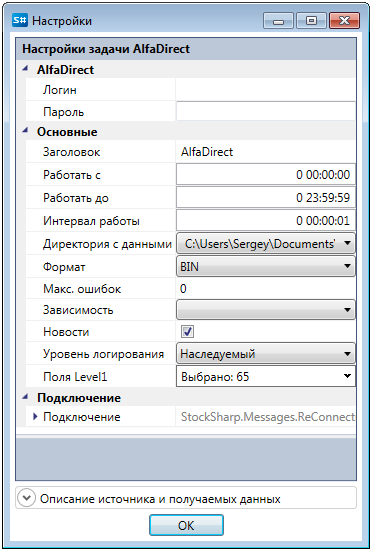 S# Настройки
Настройки задачи AlfaDirect
AlfaDirect
Логин
Пароль
Основные
Заголовок AlfaDirect
Работать с 0 00:00:00
Работать до 0 23:59:59
Интервал работы 0 00:00:01
Директория с данными C:\Users\Sergey\Documents\
Формат BIN
Макс. ошибок 0
Зависимость
Новости
Уровень логирования Наследуемый
Поля Level1 Выбрано: 65
Подключение
Подключение StockSharp.Messages.ReConnect
Описание источника и получаемых данных
OK